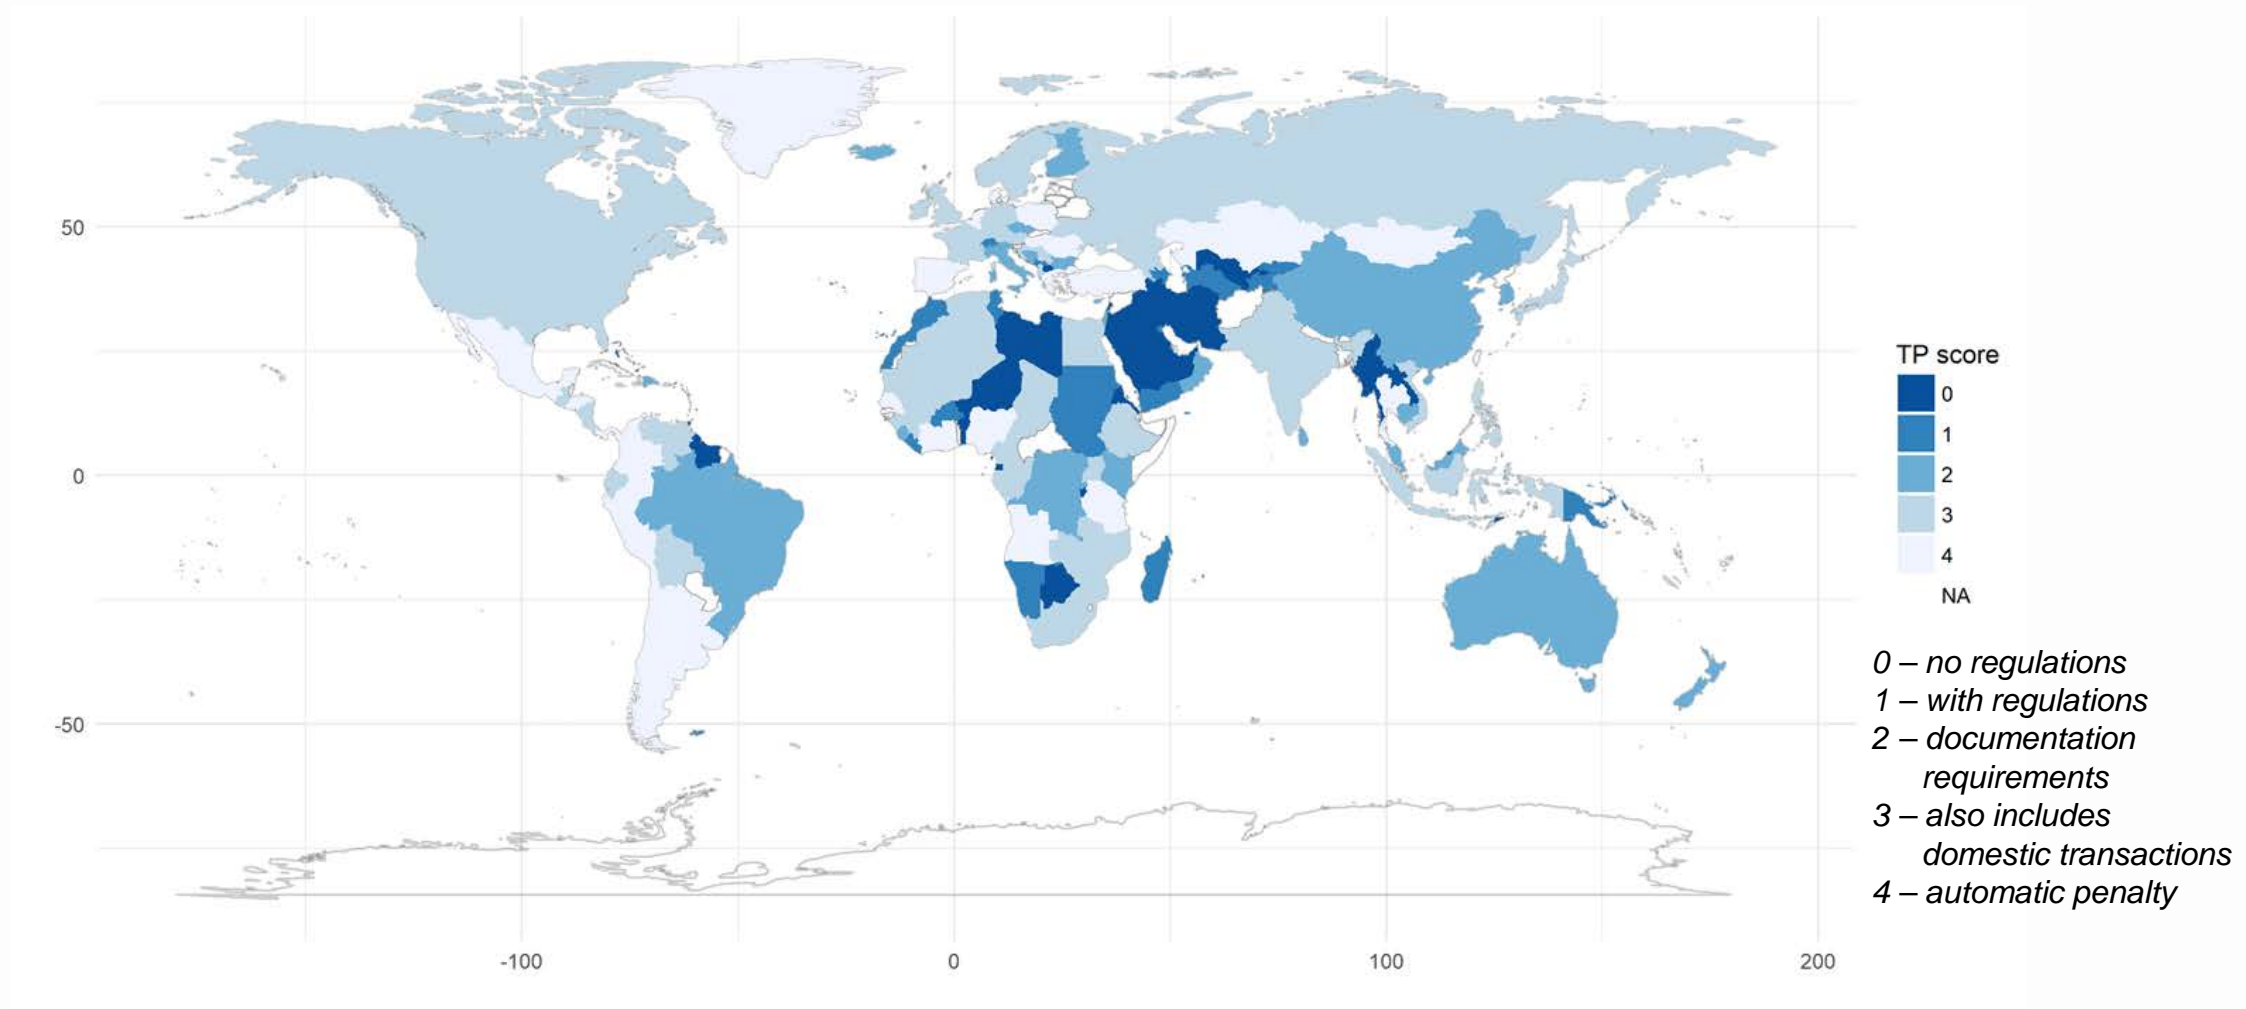 50
0
-50
-100
0
100
200
TP score
0
1
2
3
4
NA
0 – no regulations
1 – with regulations
2 – documentation
requirements
3 – also includes
domestic transactions
4 – automatic penalty